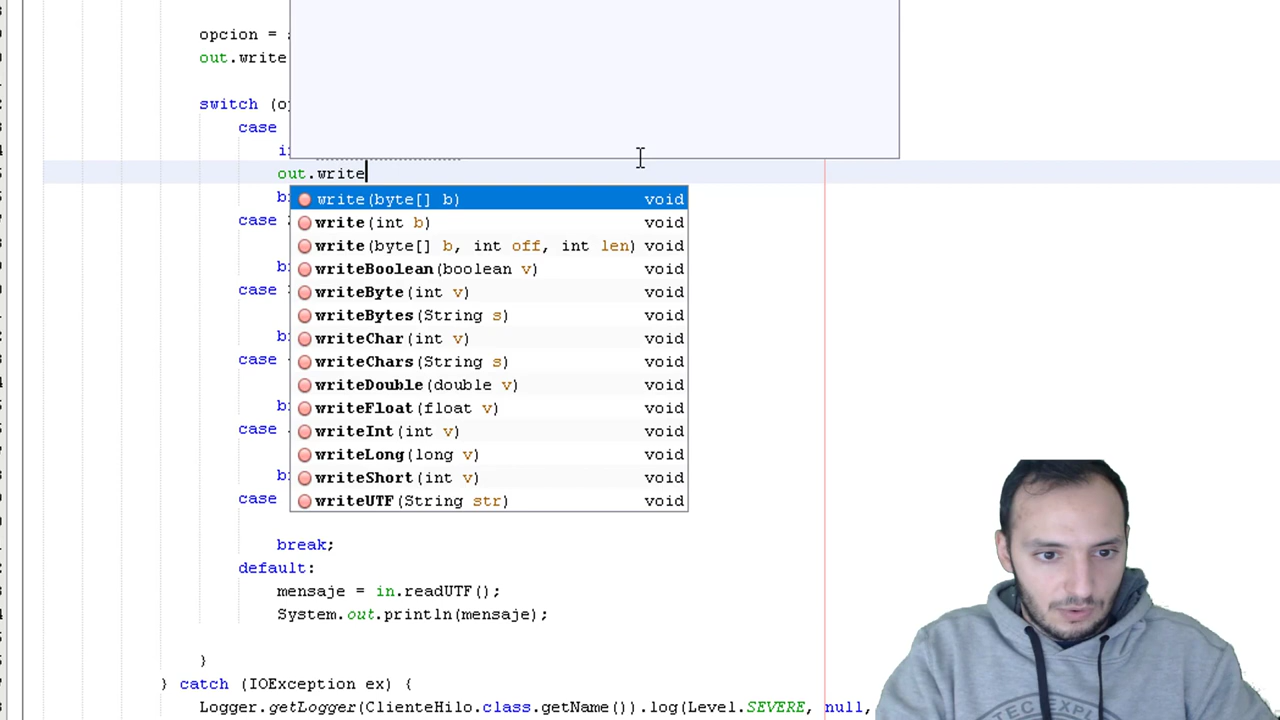 opcion =
out.write
switch (o
case
i
out.write
write(byte[] b) void
b
write(int b) void
case
write(byte[] b, int off, int len) void
b
writeBoolean(boolean v) void
case
writeByte(int v) void
writeBytes(String s) void
b
writeChar(int v) void
case
writeChars(String s) void
writeDouble(double v) void
b
writeFloat(float v) void
case
writeInt(int v) void
writeLong(long v) void
b
writeShort(int v) void
case
writeUTF(String str) void
break;
default:
mensaje = in.readUTF();
System.out.println(mensaje);
}
} catch (IOException ex) {
Logger.getLogger(ClienteHilo.class.getName()).log(Level.SEVERE, null,